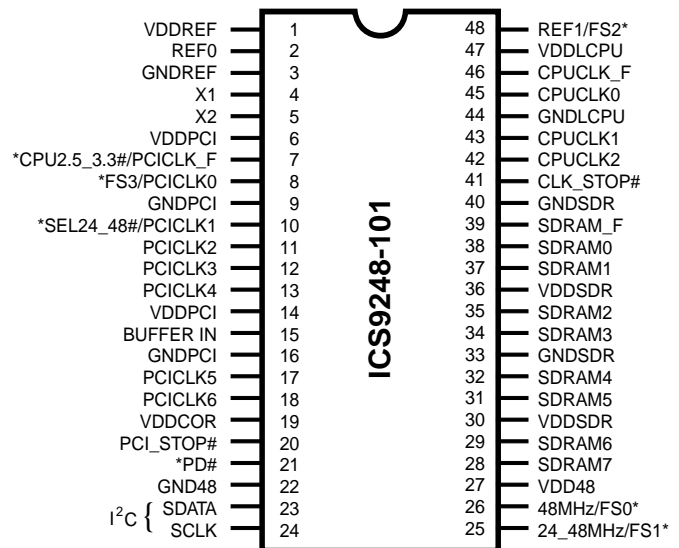 VDDREF 1 48 REF1/FS2*
REF0 2 47 VDDLCPU
GNDREF 3 46 CPUCLK_F
X1 4 45 CPUCLK0
X2 5 44 GNDLCPU
VDDPCI 6 43 CPUCLK1
*CPU2.5_3.3#/PCICLK_F 7 42 CPUCLK2
*FS3/PCICLK0 8 41 CLK_STOP#
GNDPCI 9 40 GNDSDR
*SEL24_48#/PCICLK1 10 39 SDRAM_F
PCICLK2 11 38 SDRAM0
PCICLK3 12 37 SDRAM1
PCICLK4 13 36 VDDSDR
VDDPCI 14 35 SDRAM2
BUFFER IN 15 34 SDRAM3
GNDPCI 16 33 GNDSDR
PCICLK5 17 32 SDRAM4
PCICLK6 18 31 SDRAM5
VDDCOR 19 30 VDDSDR
PCI_STOP# 20 29 SDRAM6
*PD# 21 28 SDRAM7
GND48 22 27 VDD48
I²C { SDATA 23 26 48MHz/FS0*
SCLK 24 25 24_48MHz/FS1*
ICS9248-101